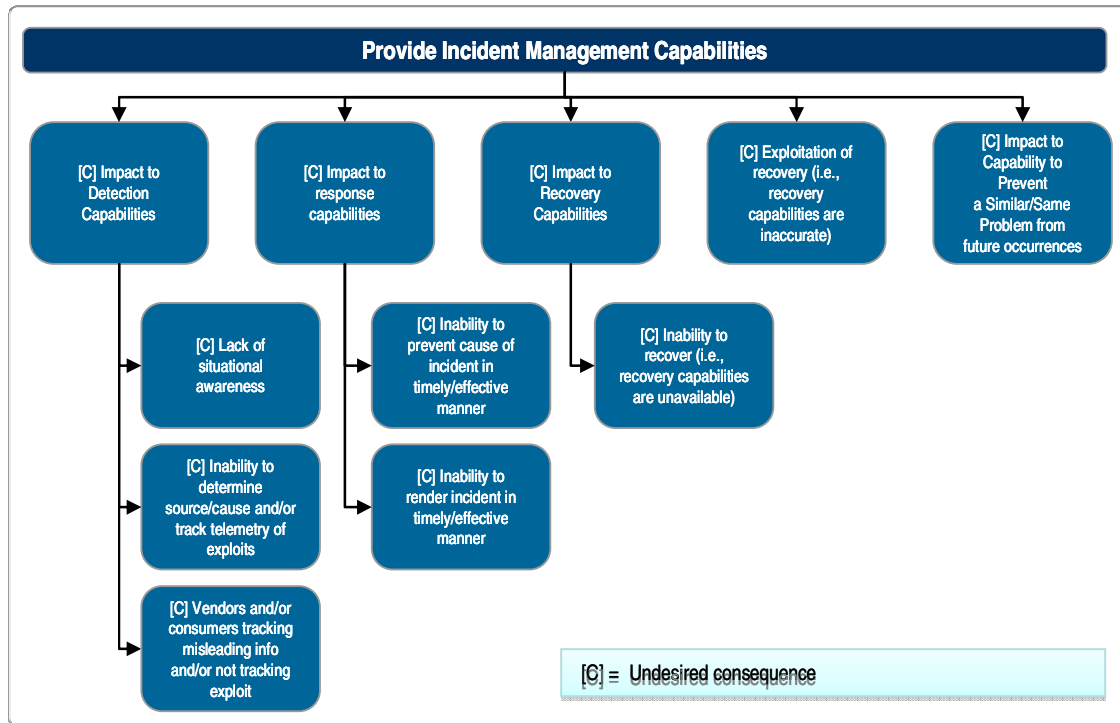 Provide Incident Management Capabilities
[C] Impact to
Detection
Capabilities
[C] Impact to
response
capabilities
[C] Impact to
Recovery
Capabilities
[C] Exploitation of
recovery (i.e.,
recovery
capabilities are
inaccurate)
[C] Impact to
Capability to
Prevent
a Similar/Same
Problem from
future occurrences
[C] Lack of
situational
awareness
[C] Inability to
prevent cause of
incident in
timely/effective
manner
[C] Inability to
recover (i.e.,
recovery capabilities
are unavailable)
[C] Inability to
determine
source/cause and/or
track telemetry of
exploits
[C] Inability to
render incident in
timely/effective
manner
[C] Vendors and/or
consumers tracking
misleading info
and/or not tracking
exploit
[C] = Undesired consequence